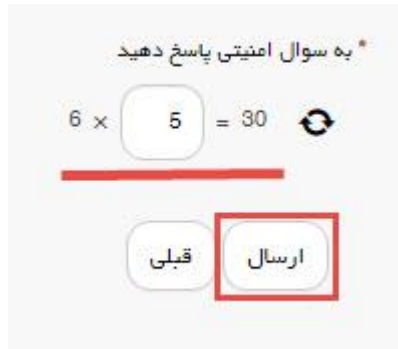 * به سوال امنیتی پاسخ دهید
6 × 5 = 30
ارسال
قبلی